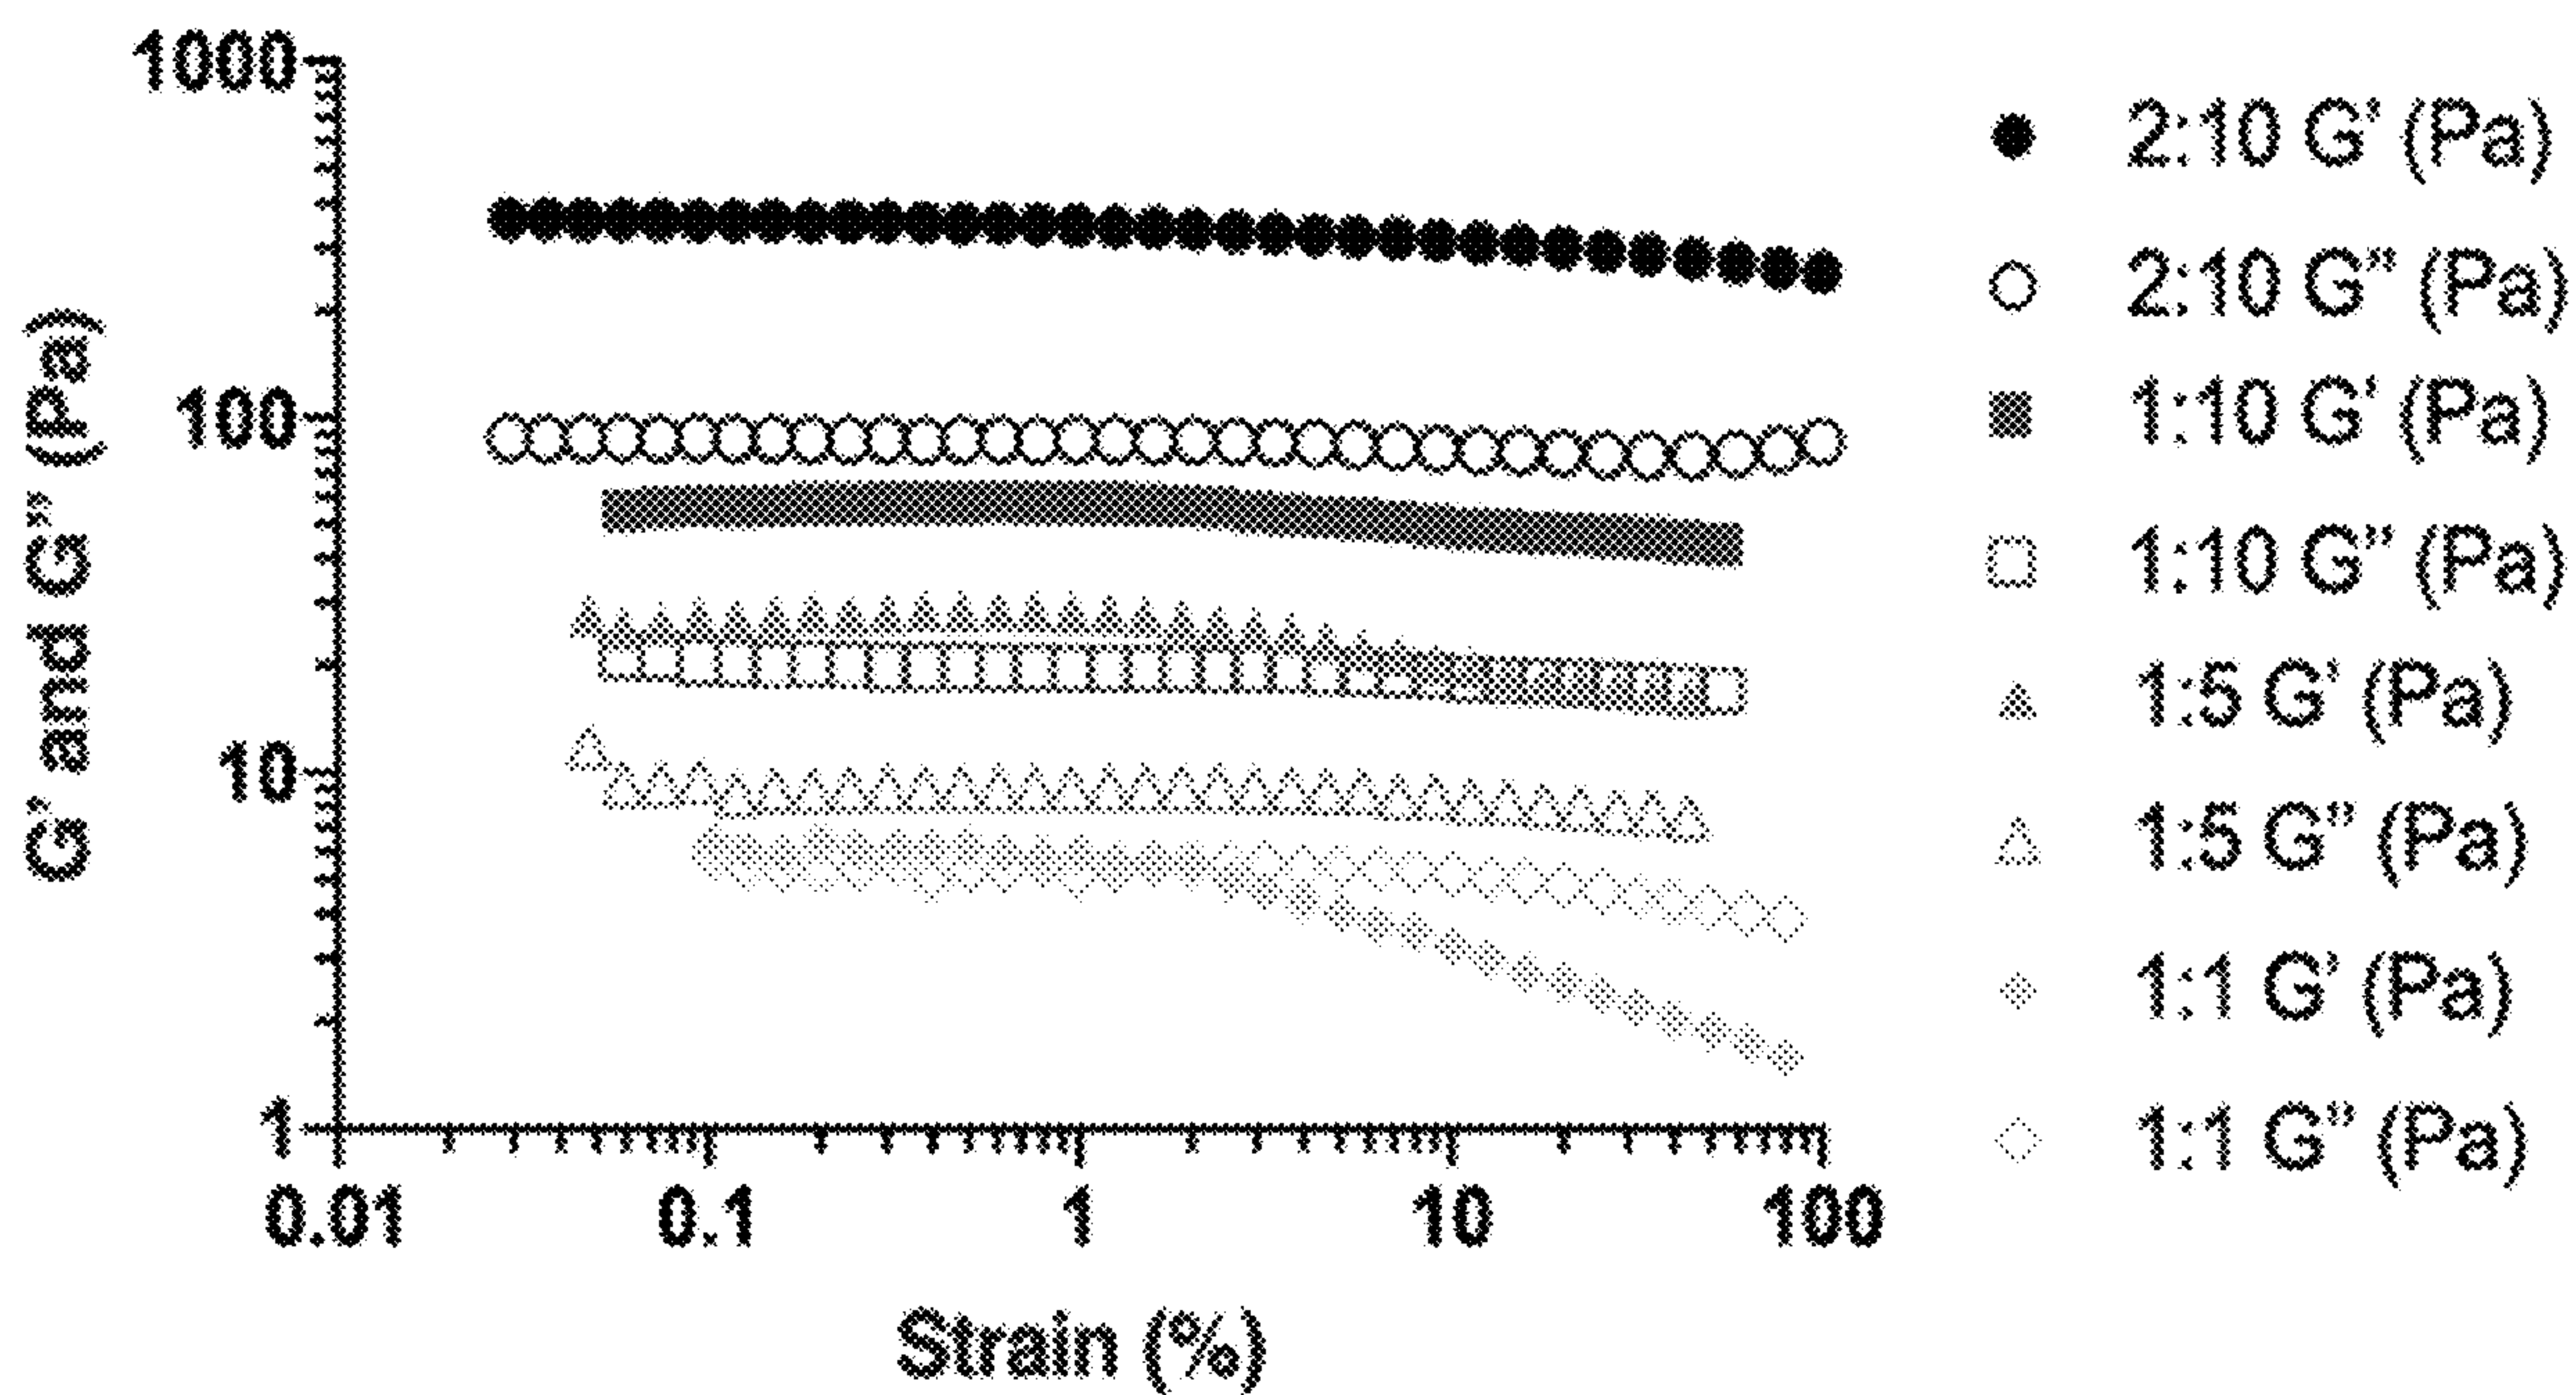 1000
100
10
1
G' and G” (Pa)
0.01 0.1 1 10 100
Strain (%)
2:10 G' (Pa)
2:10 G” (Pa)
1:10 G' (Pa)
1:10 G” (Pa)
1:5 G' (Pa)
1:5 G” (Pa)
1:1 G' (Pa)
1:1 G” (Pa)